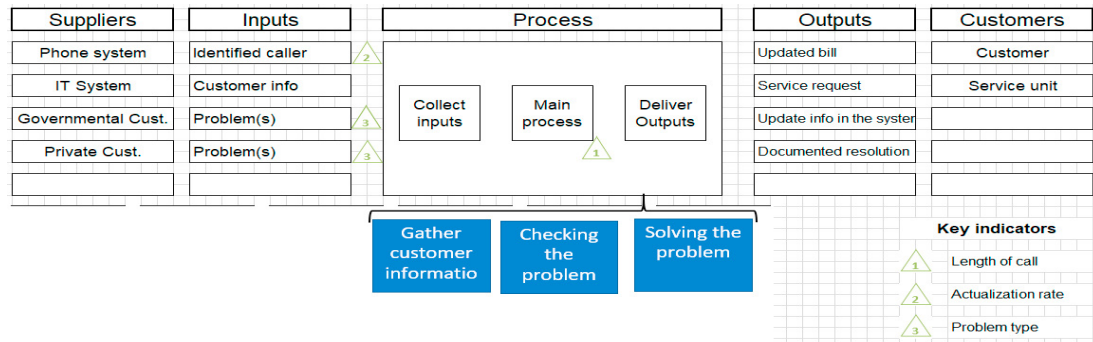 Suppliers Inputs Process Outputs Customers
Phone system Identified caller 2 Updated bill Customer
IT System Customer info Service request Service unit
Governmental Cust. Problem(s) 3 Update info in the syster
Private Cust. Problem(s) 3 Documented resolution
Collect
inputs
Main
process
1
Deliver
Outputs
Gather
customer
informatio
Checking
the
problem
Solving the
problem
Key indicators
1 Length of call
2 Actualization rate
3 Problem type